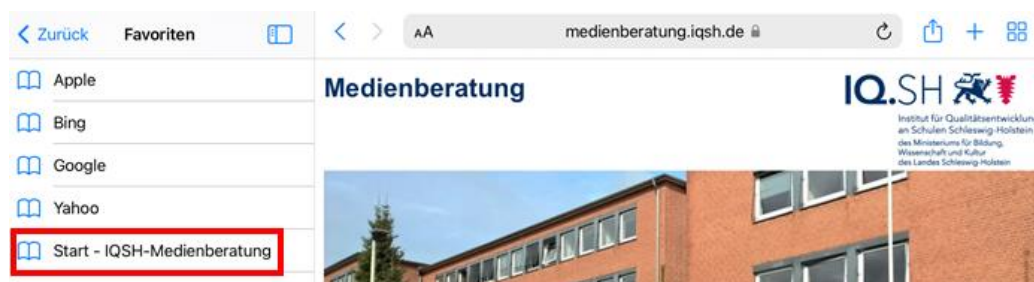 Zurück Favoriten
Apple
Bing
Google
Yahoo
Start - IQSH-Medienberatung
AA medienberatung.iqsh.de
Medienberatung
IQ.SH
Institut für Qualitätsentwicklun
an Schulen Schleswig-Holstein
des Ministeriums für Bildung,
Wissenschaft und Kultur
des Landes Schleswig-Holstein